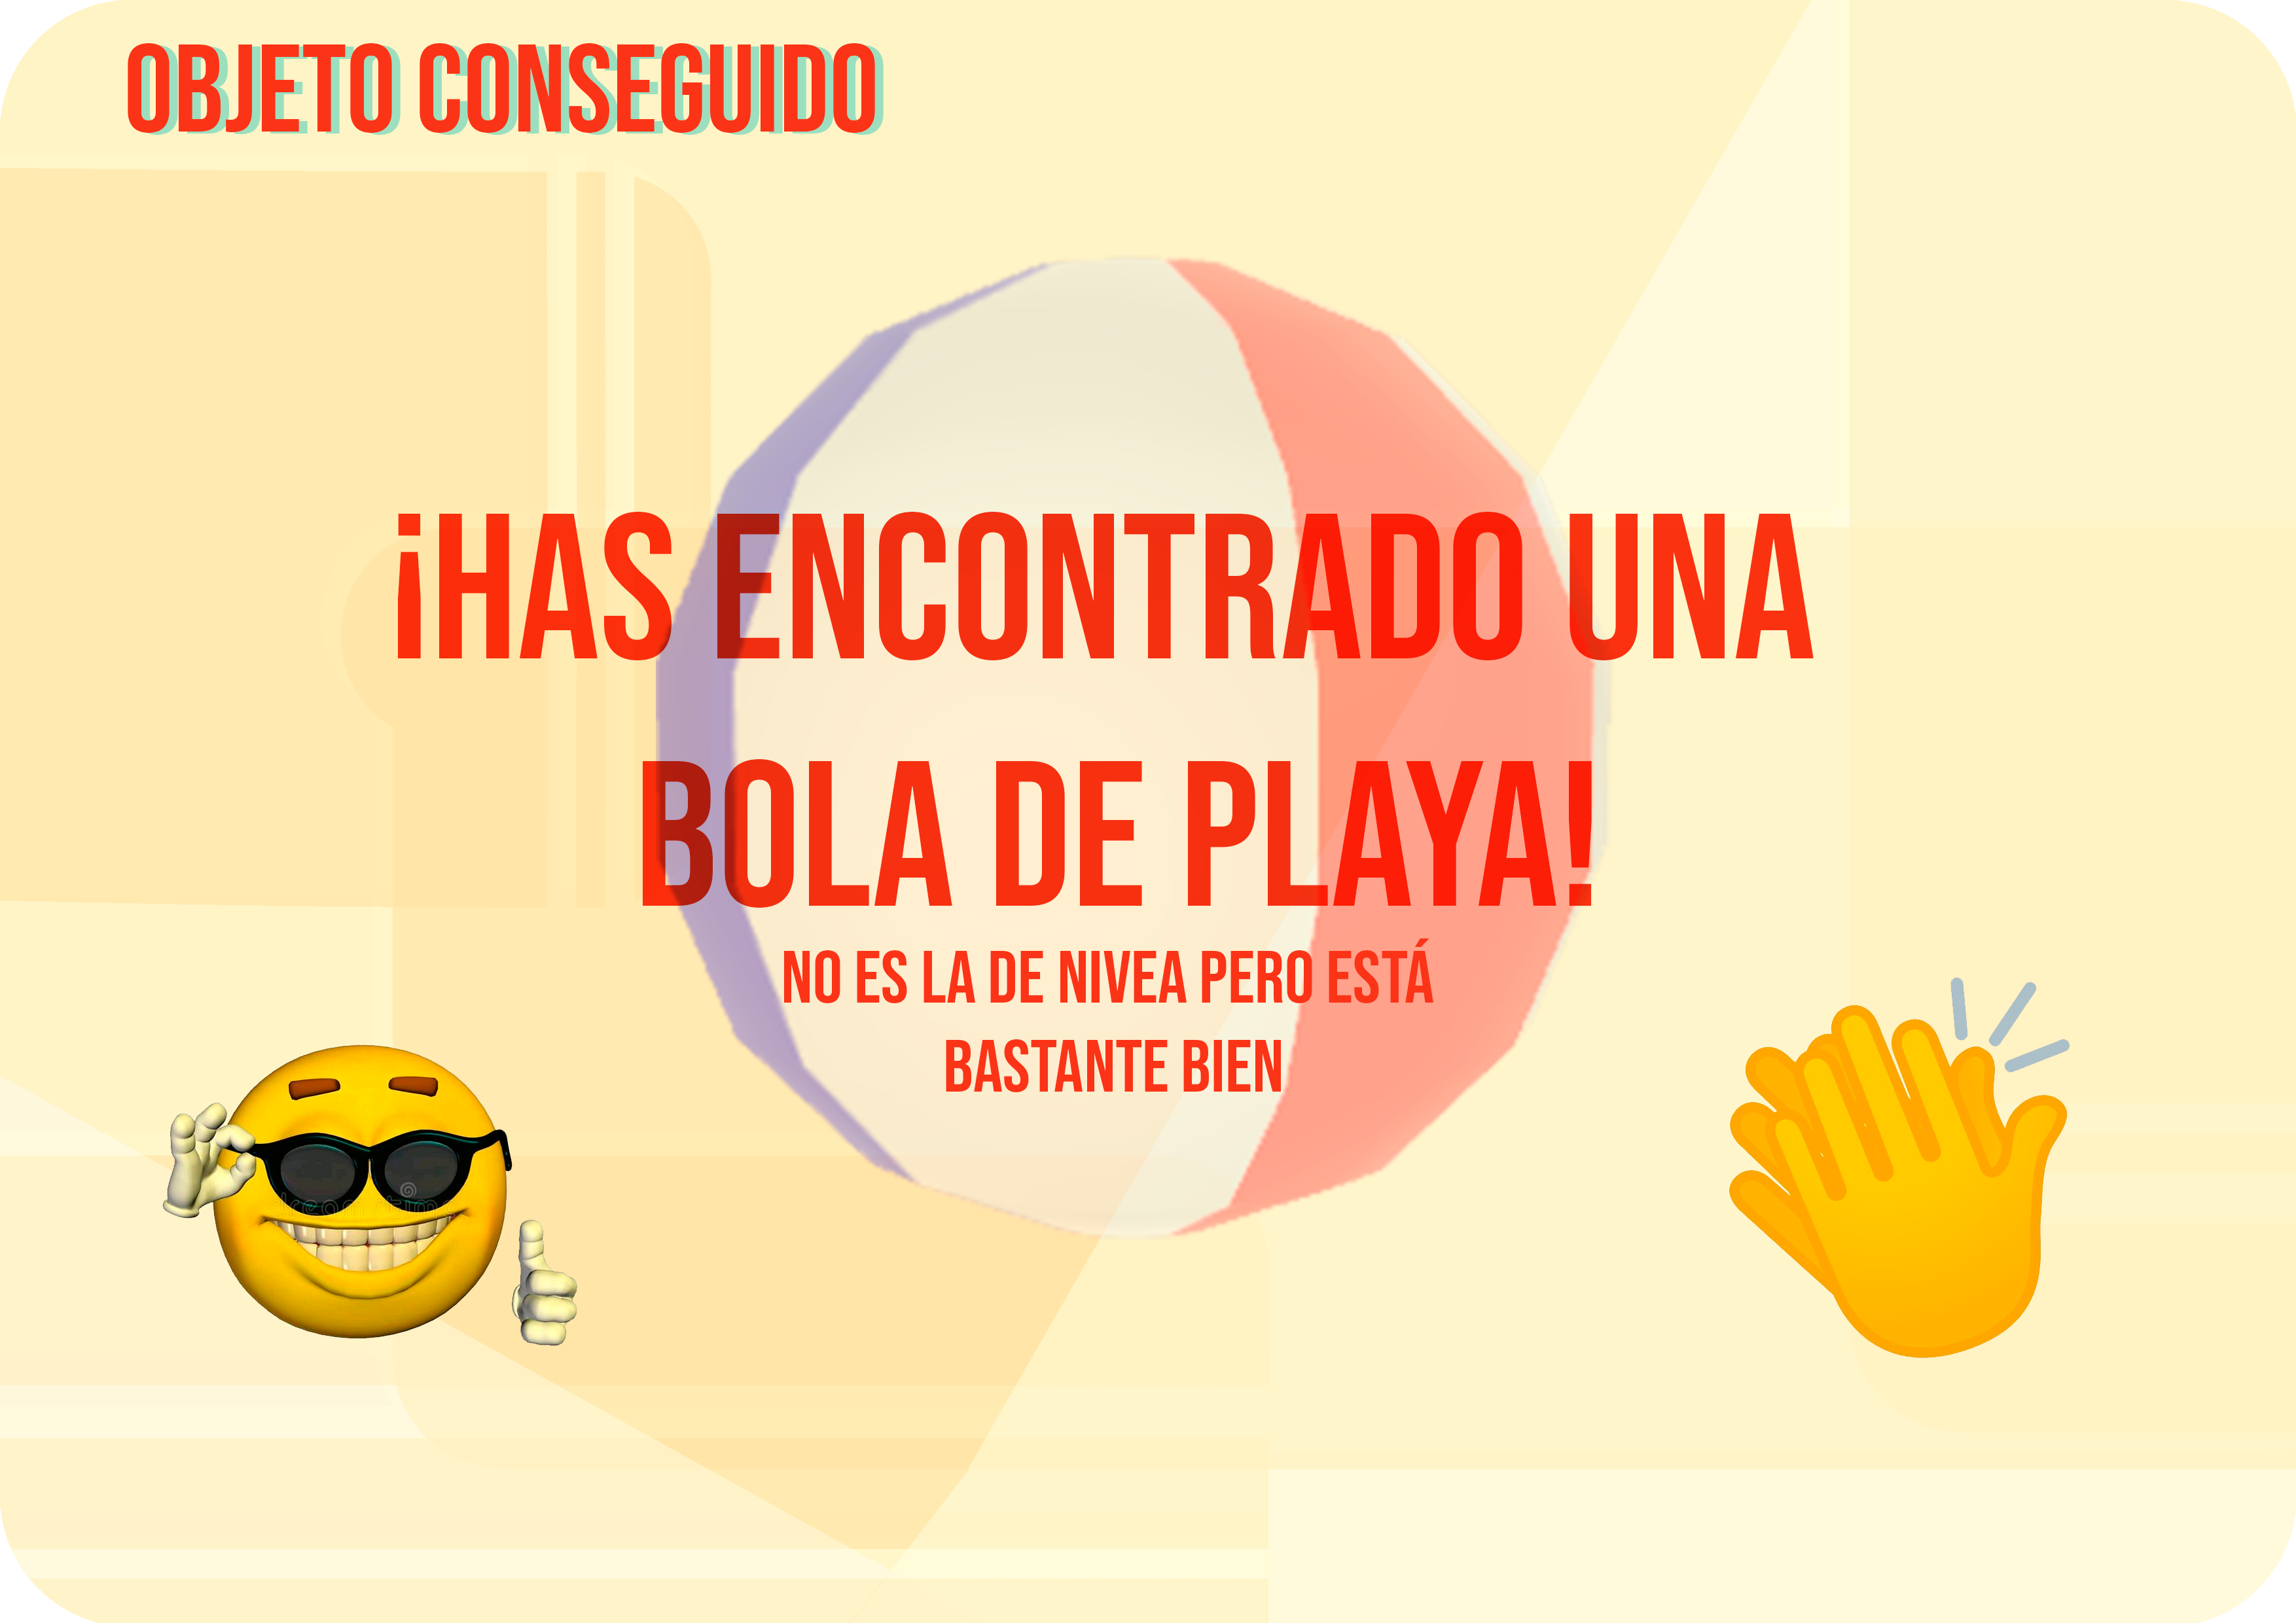 OBJETO CONSEGUIDO
¡HAS ENCONTRADO UNA
BOLA DE PLAYA!
NO ES LA DE NIVEA PERO ESTÁ
BASTANTE BIEN